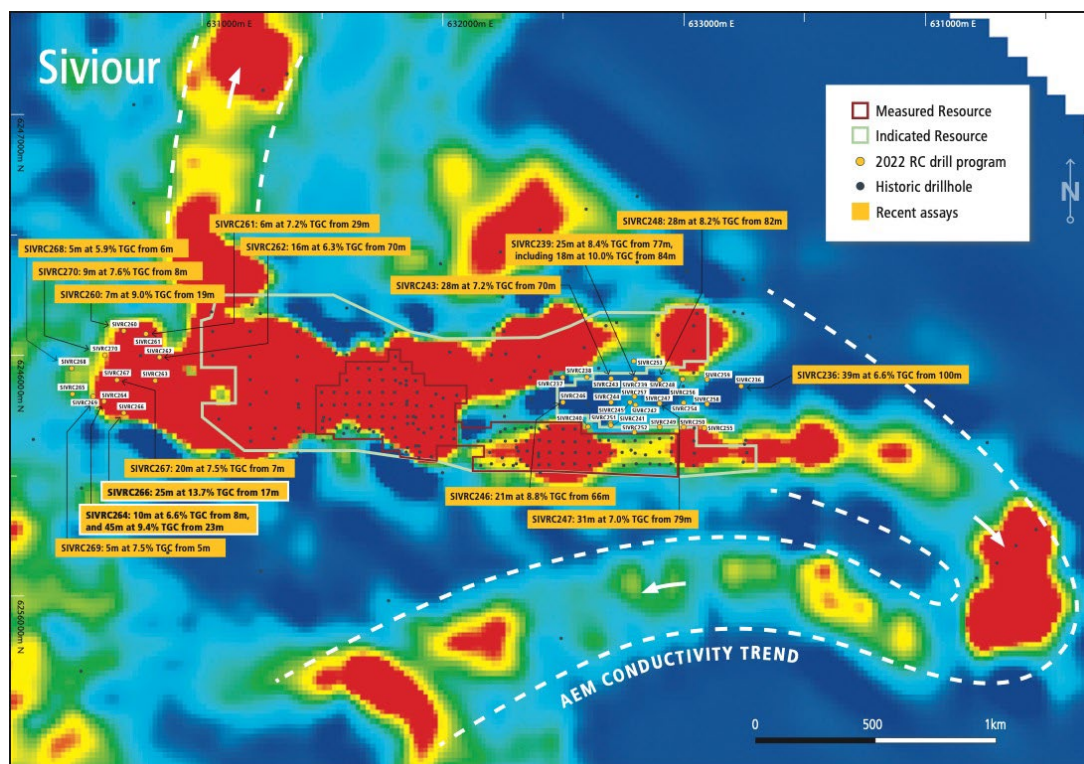 631000m E
632000m E
633000m E
631000m E
Siviour
6247000m N
Measured Resource
Indicated Resource
2022 RC drill program
Historic drillhole
Recent assays
N
SIVRC261: 6m at 7.2% TGC from 29m
SIVRC248: 28m at 8.2% TGC from 82m
SIVRC268: 5m at 5.9% TGC from 6m
SIVRC262: 16m at 6.3% TGC from 70m
SIVRC239: 25m at 8.4% TGC from 77m,
including 18m at 10.0% TGC from 84m
SIVRC270: 9m at 7.6% TGC from 8m
SIVRC243: 28m at 7.2% TGC from 70m
SIVRC260: 7m at 9.0% TGC from 19m
SIVRC260
SIVRC261
SIVRC270
SIVRC262
SIVRC268
SIVRC267
SIVRC263
SIVRC265
SIVRC264
SIVRC269
SIVRC266
6246000m N
SIVRC253
SIVRC238
SIVRC237
SIVRC243
SIVRC239
SIVRC248
SIVRC236
SIVRC246
SIVRC244
SIVRC247
SIVRC245
SIVRC242
SIVRC254
SIVRC240
SIVRC251
SIVRC241
SIVRC252
SIVRC249
SIVRC250
SIVRC255
SIVRC236: 39m at 6.6% TGC from 100m
SIVRC267: 20m at 7.5% TGC from 7m
SIVRC266: 25m at 13.7% TGC from 17m
SIVRC246: 21m at 8.8% TGC from 66m
SIVRC264: 10m at 6.6% TGC from 8m,
and 45m at 9.4% TGC from 23m
SIVRC247: 31m at 7.0% TGC from 79m
SIVRC269: 5m at 7.5% TGC from 5m
6256000m N
AEM CONDUCTIVITY TREND
0 500 1km